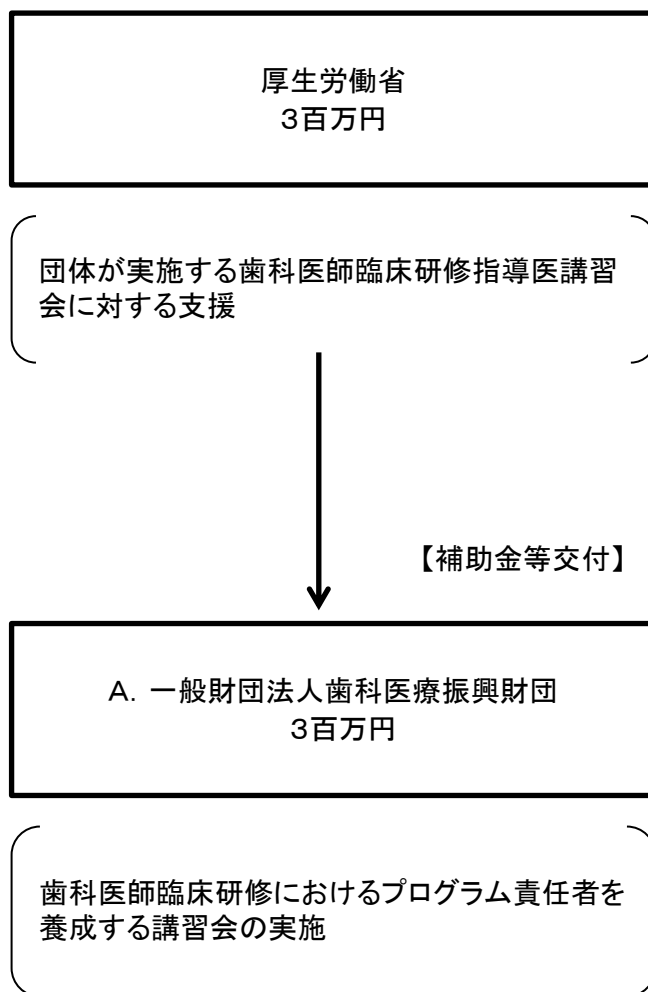 厚生労働省
3百万円
団体が実施する歯科医師臨床研修指導医講習
会に対する支援
【補助金等交付】
A．一般財団法人歯科医療振興財団
3百万円
歯科医師臨床研修におけるプログラム責任者を
養成する講習会の実施